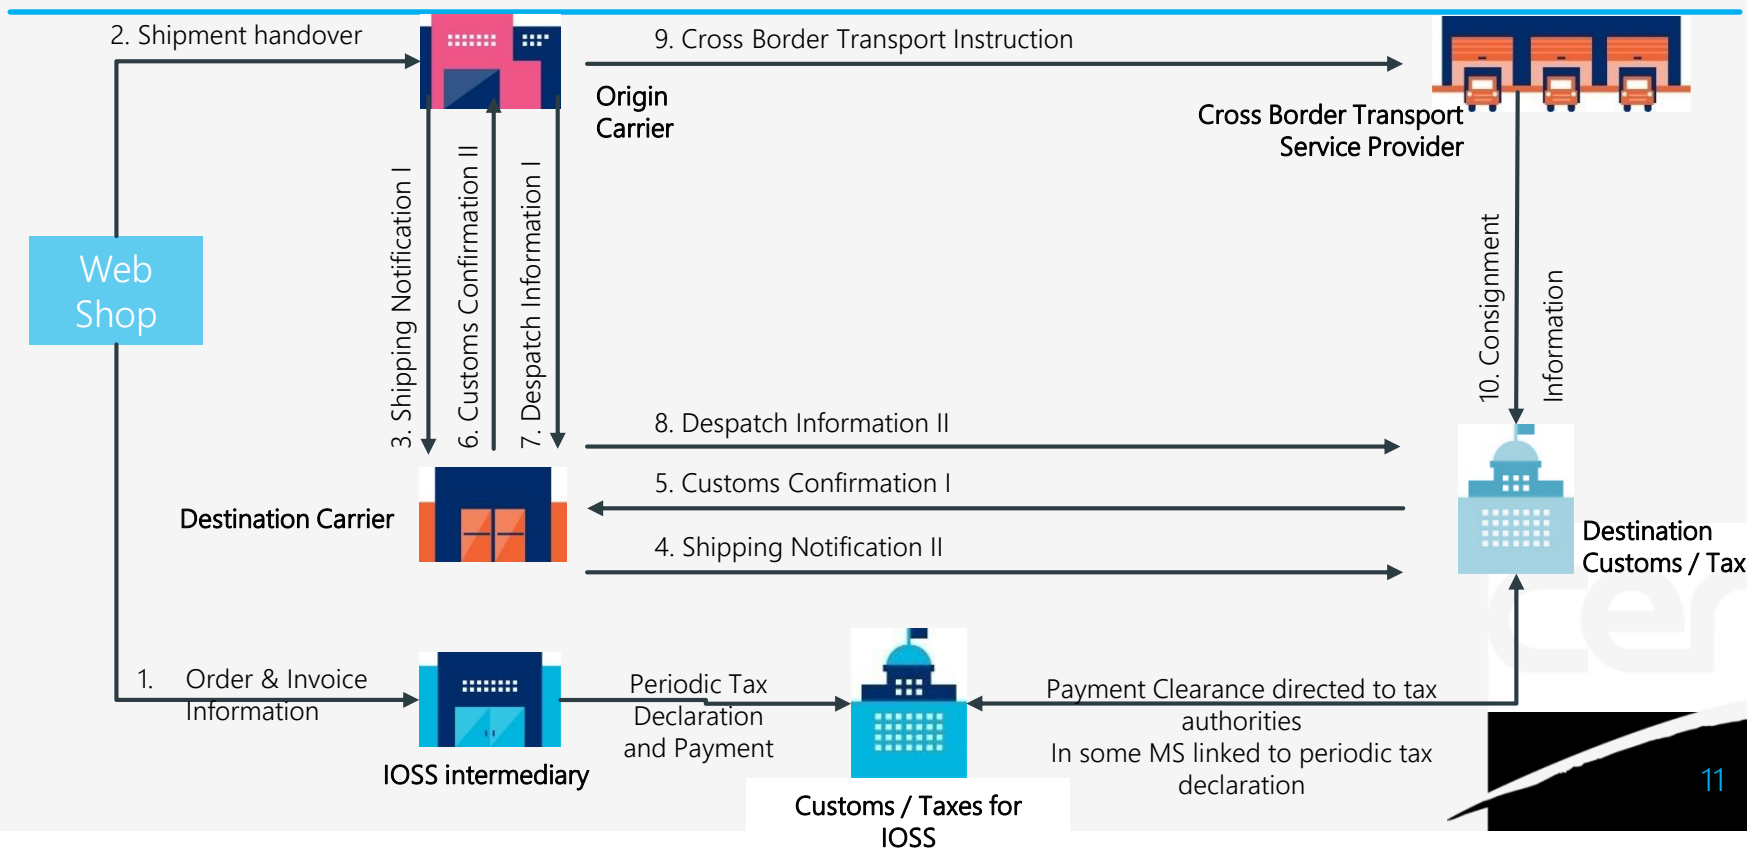 2. Shipment handover
9. Cross Border Transport Instruction
Origin
Carrier
Cross Border Transport
Service Provider
3. Shipping Notification I
6. Customs Confirmation II
7. Despatch Information I
10. Consignment
Information
Web
Shop
8. Despatch Information II
5. Customs Confirmation I
4. Shipping Notification II
Destination Carrier
Destination
Customs / Tax
1. Order & Invoice
Information
IOSS intermediary
Periodic Tax
Declaration
and Payment
Customs / Taxes for
IOSS
Payment Clearance directed to tax
authorities
In some MS linked to periodic tax
declaration
cer
11